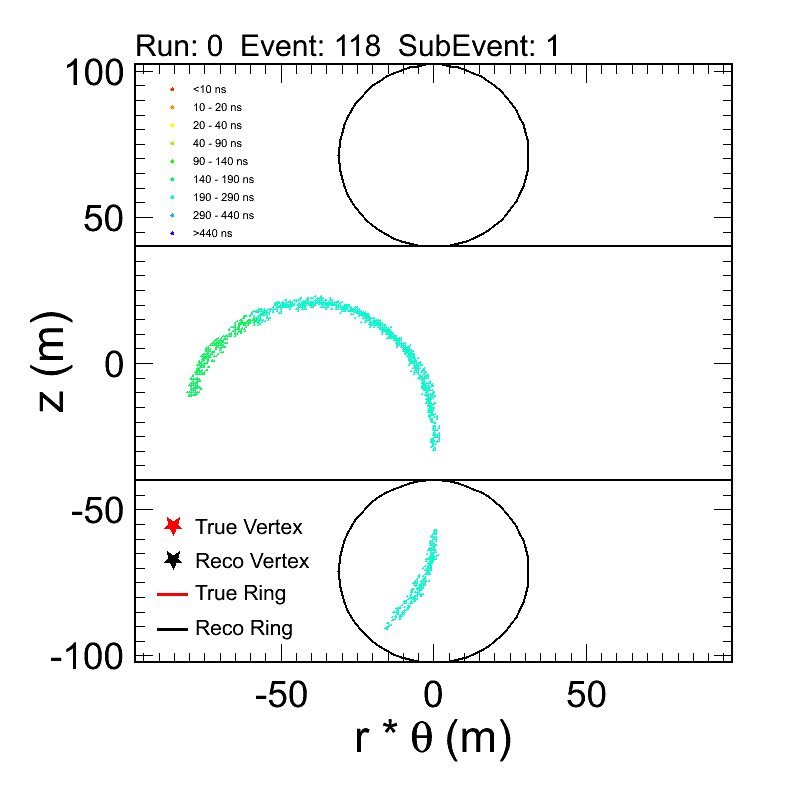 Run: 0  Event: 118  SubEvent: 1
100
<10 ns
10 - 20 ns
20 - 40 ns
40 - 90 ns
90 - 140 ns
140 - 190 ns
190 - 290 ns
290 - 440 ns
>440 ns
50
0
z (m)
-50
True Vertex
Reco Vertex
True Ring
Reco Ring
-100
-50 0 50
r * θ (m)